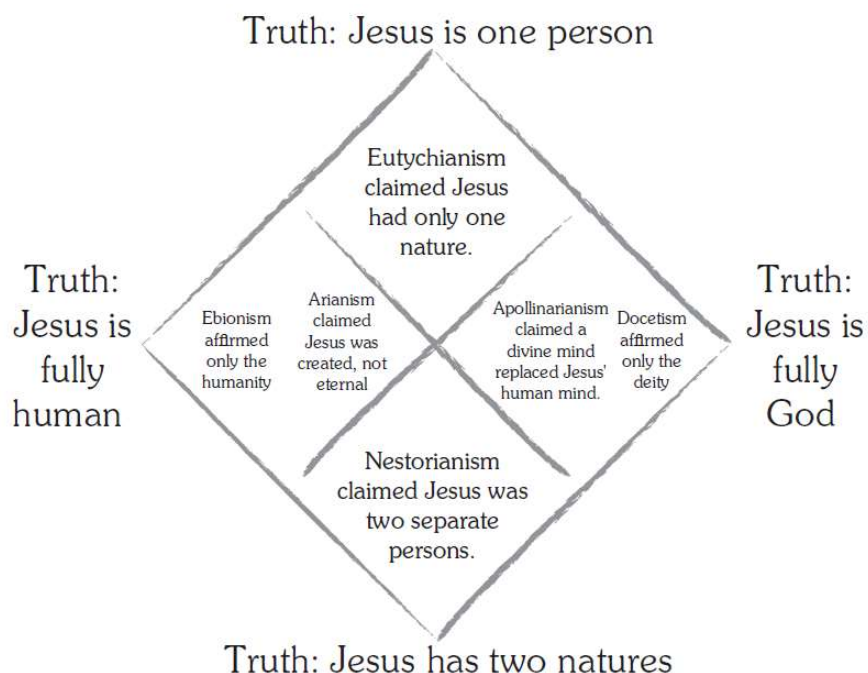 Truth: Jesus is one person
Eutychianism
claimed Jesus
had only one
nature.
Truth:
Jesus is
fully
human
Ebionism
affirmed
only the
humanity
Arianism
claimed
Jesus was
created, not
eternal
Apollinarianism
claimed a
divine mind
replaced Jesus'
human mind.
Docetism
affirmed
only the
deity
Truth:
Jesus is
fully
God
Nestorianism
claimed Jesus was
two separate
persons.
Truth: Jesus has two natures